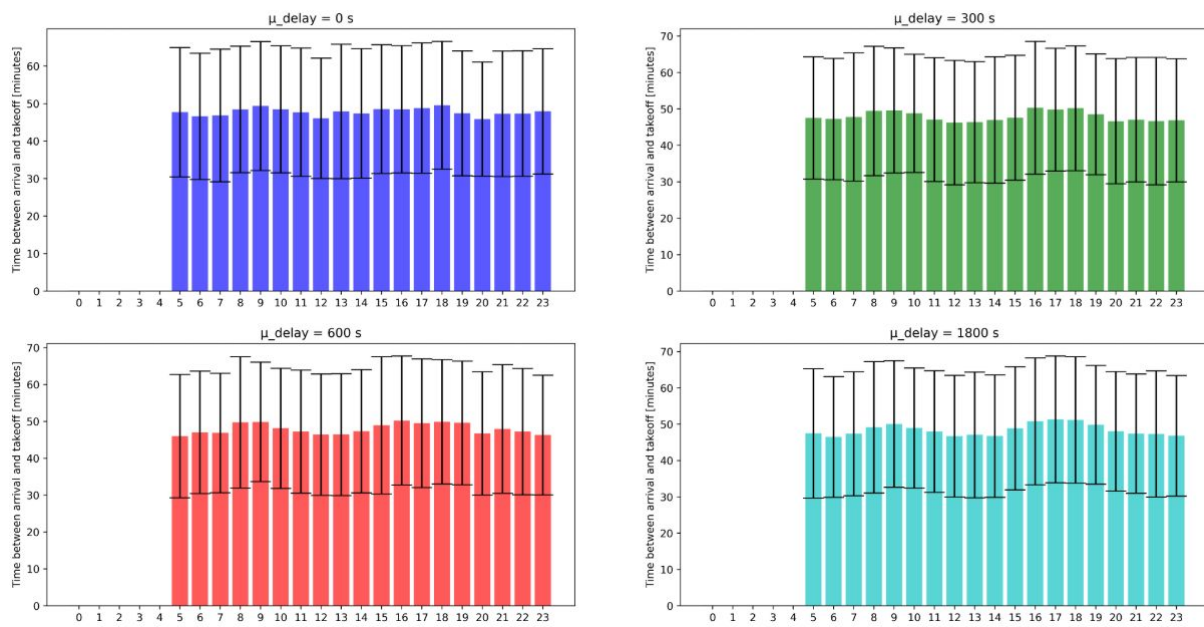 μ_delay = 0 s
Time between arrival and takeoff [minutes]
60
50
40
30
20
10
0
0 1 2 3 4 5 6 7 8 9 10 11 12 13 14 15 16 17 18 19 20 21 22 23
μ_delay = 300 s
Time between arrival and takeoff [minutes]
70
60
50
40
30
20
10
0
0 1 2 3 4 5 6 7 8 9 10 11 12 13 14 15 16 17 18 19 20 21 22 23
μ_delay = 600 s
Time between arrival and takeoff [minutes]
70
60
50
40
30
20
10
0
0 1 2 3 4 5 6 7 8 9 10 11 12 13 14 15 16 17 18 19 20 21 22 23
μ_delay = 1800 s
Time between arrival and takeoff [minutes]
70
60
50
40
30
20
10
0
0 1 2 3 4 5 6 7 8 9 10 11 12 13 14 15 16 17 18 19 20 21 22 23